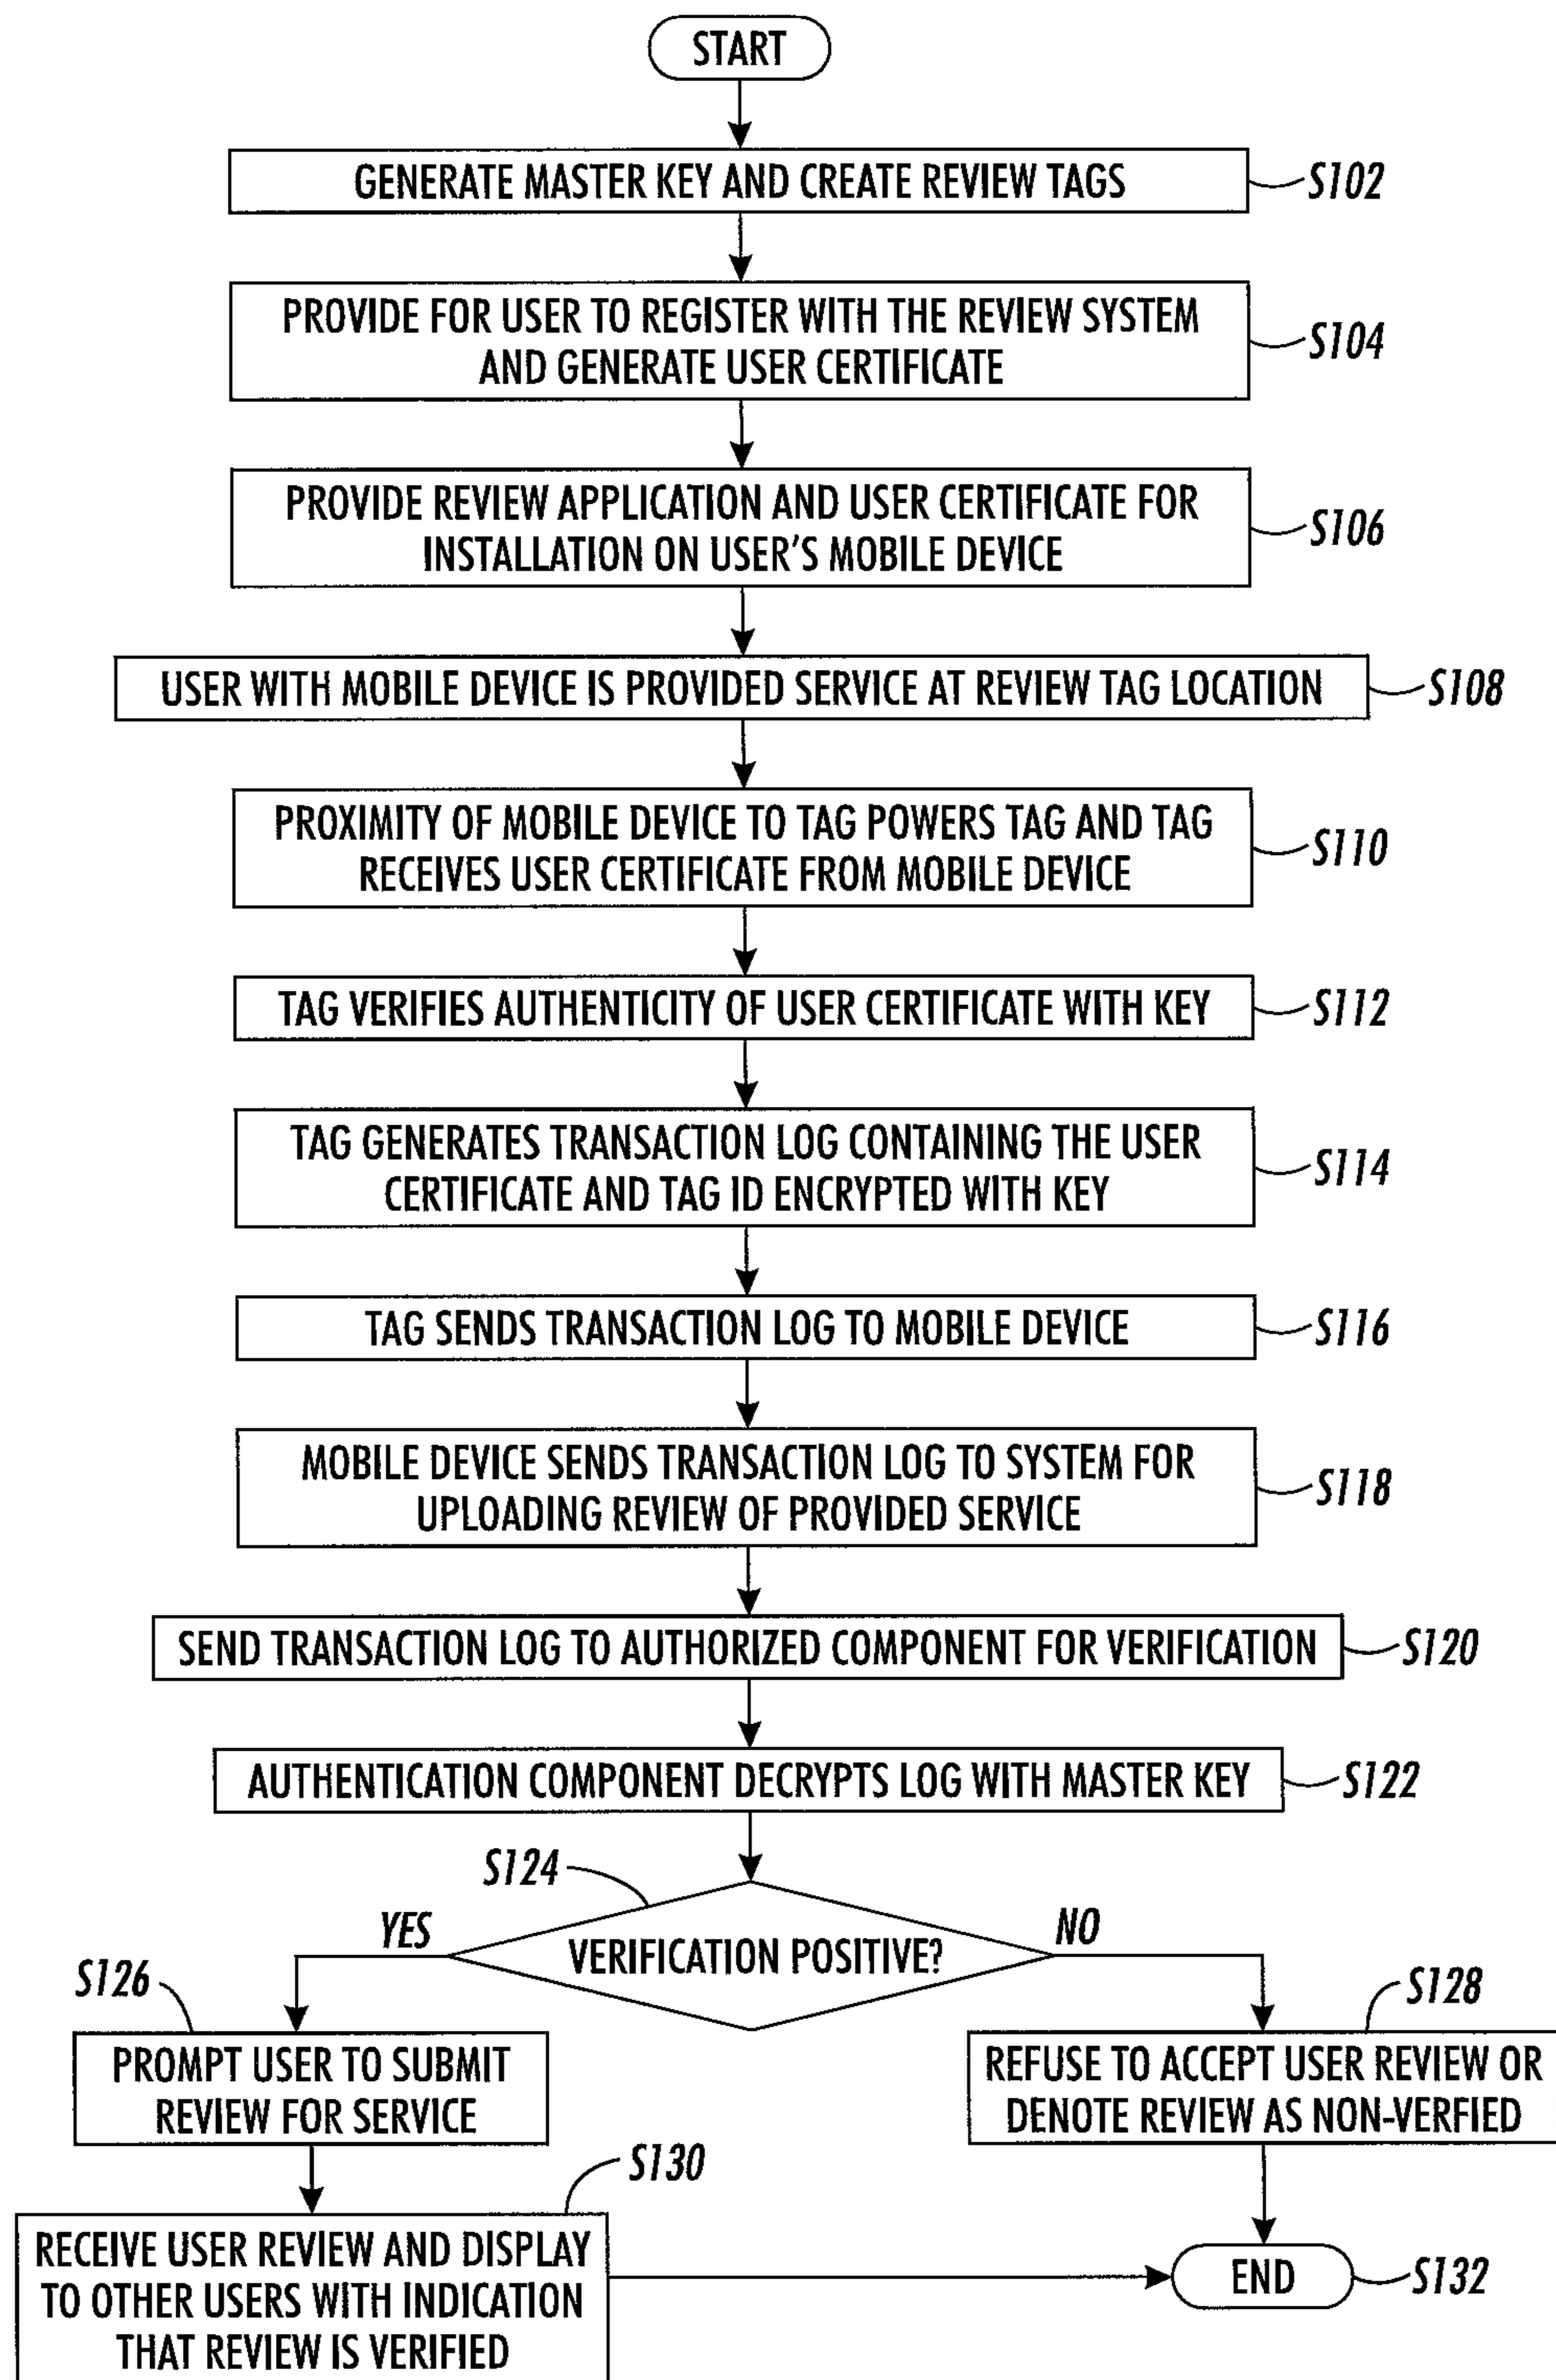 START
GENERATE MASTER KEY AND CREATE REVIEW TAGS
S102
PROVIDE FOR USER TO REGISTER WITH THE REVIEW SYSTEM
AND GENERATE USER CERTIFICATE
S104
PROVIDE REVIEW APPLICATION AND USER CERTIFICATE FOR
INSTALLATION ON USER'S MOBILE DEVICE
S106
USER WITH MOBILE DEVICE IS PROVIDED SERVICE AT REVIEW TAG LOCATION
S108
PROXIMITY OF MOBILE DEVICE TO TAG POWERS TAG AND TAG
RECEIVES USER CERTIFICATE FROM MOBILE DEVICE
S110
TAG VERIFIES AUTHENTICITY OF USER CERTIFICATE WITH KEY
S112
TAG GENERATES TRANSACTION LOG CONTAINING THE USER
CERTIFICATE AND TAG ID ENCRYPTED WITH KEY
S114
TAG SENDS TRANSACTION LOG TO MOBILE DEVICE
S116
MOBILE DEVICE SENDS TRANSACTION LOG TO SYSTEM FOR
UPLOADING REVIEW OF PROVIDED SERVICE
S118
SEND TRANSACTION LOG TO AUTHORIZED COMPONENT FOR VERIFICATION
S120
AUTHENTICATION COMPONENT DECRYPTS LOG WITH MASTER KEY
S122
S124
VERIFICATION POSITIVE?
YES
NO
S126
PROMPT USER TO SUBMIT
REVIEW FOR SERVICE
S128
REFUSE TO ACCEPT USER REVIEW OR
DENOTE REVIEW AS NON-VERFIED
S130
RECEIVE USER REVIEW AND DISPLAY
TO OTHER USERS WITH INDICATION
THAT REVIEW IS VERIFIED
END
S132